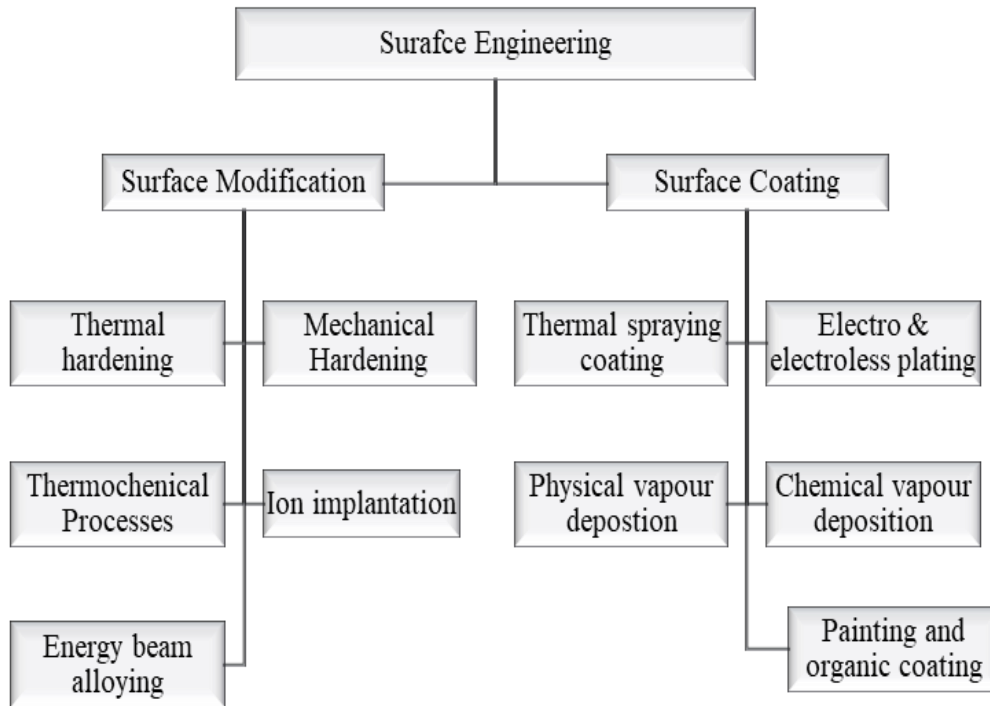 Surafce Engineering
Surface Modification
Surface Coating
Thermal
hardening
Mechanical
Hardening
Thermal spraying
coating
Electro &
electroless plating
Thermochenical
Processes
Ion implantation
Physical vapour
depostion
Chemical vapour
deposition
Energy beam
alloying
Painting and
organic coating